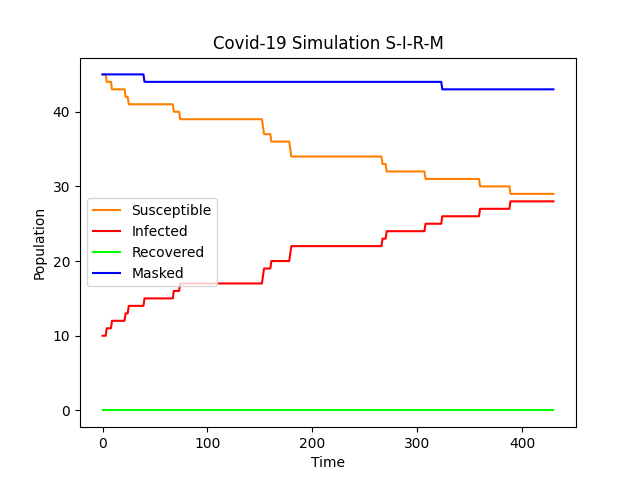 Covid-19 Simulation S-I-R-M
Population
40
30
20
10
0
Susceptible
Infected
Recovered
Masked
0 100 200 300 400
Time